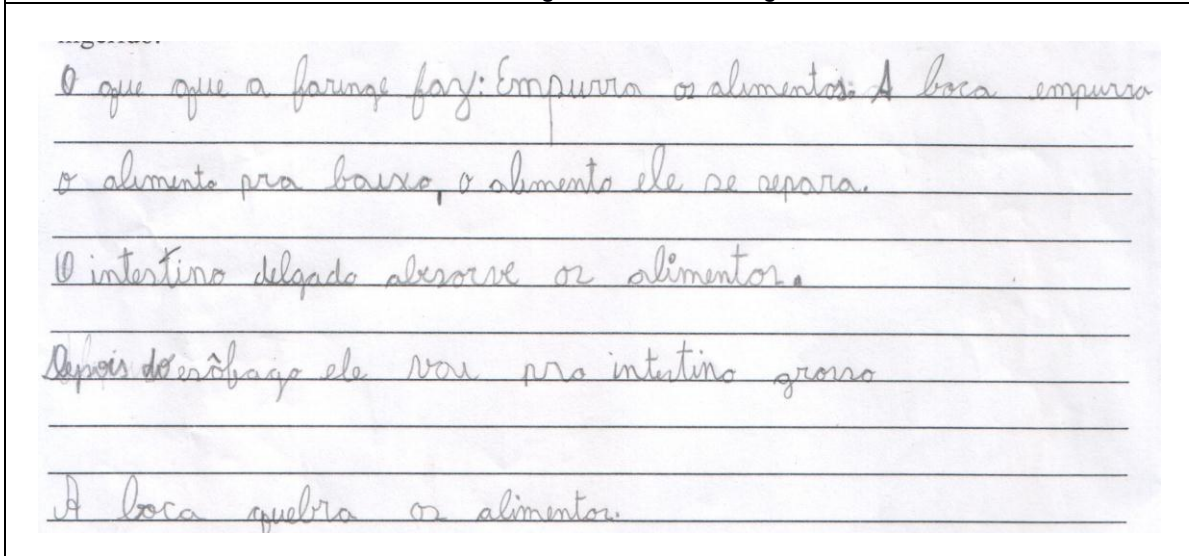 O que que a faringe faz: Empurra os alimentos. A boca empurra
o alimento pra baixo, o alimento ele se separa.
O intestino delgado absorve os alimentos.
Depois do esôfago ele vai pro intestino grosso
A boca quebra os alimentos.